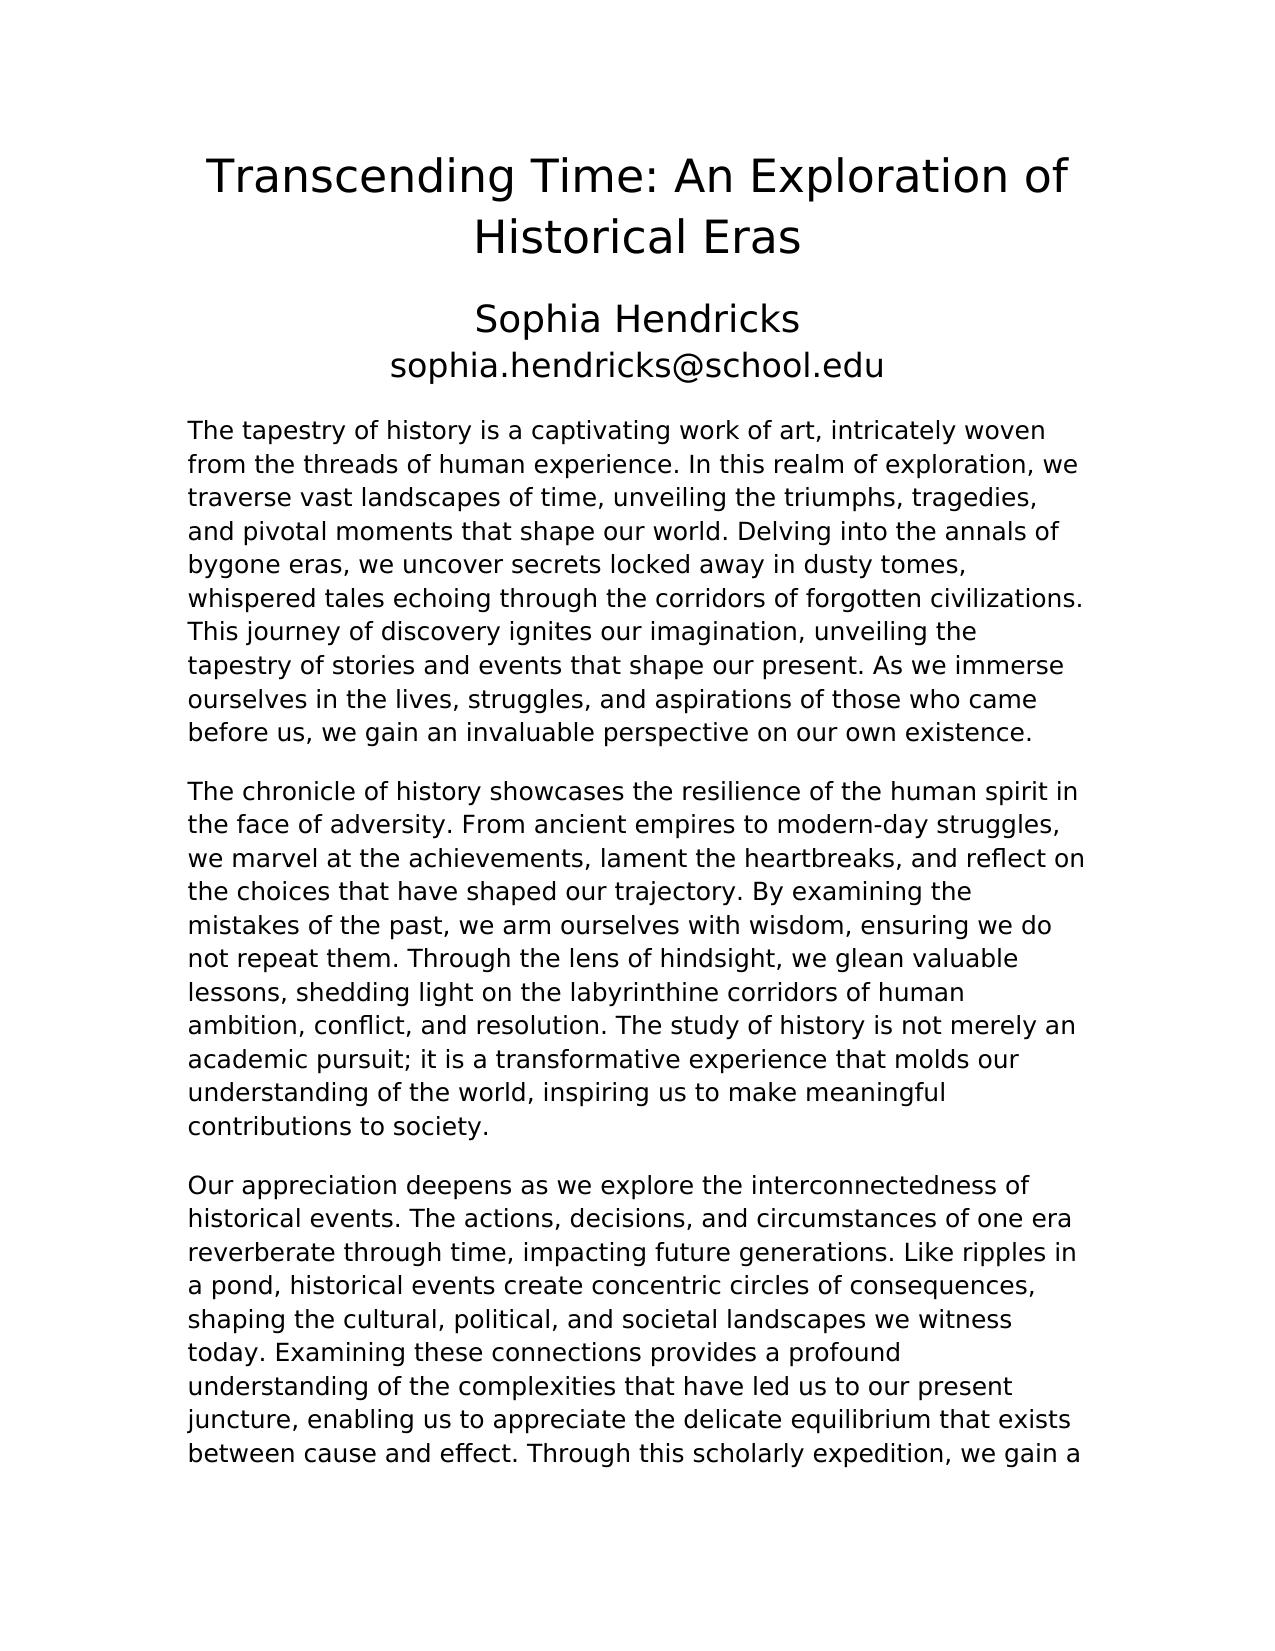 Transcending Time: An Exploration of
Historical Eras
Sophia Hendricks
sophia.hendricks@school.edu
The tapestry of history is a captivating work of art, intricately woven
from the threads of human experience. In this realm of exploration, we
traverse vast landscapes of time, unveiling the triumphs, tragedies,
and pivotal moments that shape our world. Delving into the annals of
bygone eras, we uncover secrets locked away in dusty tomes,
whispered tales echoing through the corridors of forgotten civilizations.
This journey of discovery ignites our imagination, unveiling the
tapestry of stories and events that shape our present. As we immerse
ourselves in the lives, struggles, and aspirations of those who came
before us, we gain an invaluable perspective on our own existence.
The chronicle of history showcases the resilience of the human spirit in
the face of adversity. From ancient empires to modern-day struggles,
we marvel at the achievements, lament the heartbreaks, and reflect on
the choices that have shaped our trajectory. By examining the
mistakes of the past, we arm ourselves with wisdom, ensuring we do
not repeat them. Through the lens of hindsight, we glean valuable
lessons, shedding light on the labyrinthine corridors of human
ambition, conflict, and resolution. The study of history is not merely an
academic pursuit; it is a transformative experience that molds our
understanding of the world, inspiring us to make meaningful
contributions to society.
Our appreciation deepens as we explore the interconnectedness of
historical events. The actions, decisions, and circumstances of one era
reverberate through time, impacting future generations. Like ripples in
a pond, historical events create concentric circles of consequences,
shaping the cultural, political, and societal landscapes we witness
today. Examining these connections provides a profound
understanding of the complexities that have led us to our present
juncture, enabling us to appreciate the delicate equilibrium that exists
between cause and effect. Through this scholarly expedition, we gain a